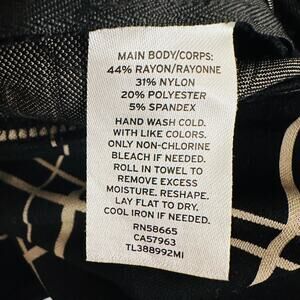 MAIN BODY/CORPS:
44% RAYON/RAYONNE
31% NYLON
20% POLYESTER
5% SPANDEX
HAND WASH COLD.
WITH LIKE COLORS.
ONLY NON-CHLORINE
BLEACH IF NEEDED.
ROLL IN TOWEL TO
REMOVE EXCESS
MOISTURE. RESHAPE.
LAY FLAT TO DRY.
COOL IRON IF NEEDED.
RN58665
CA57963
TL388992MI